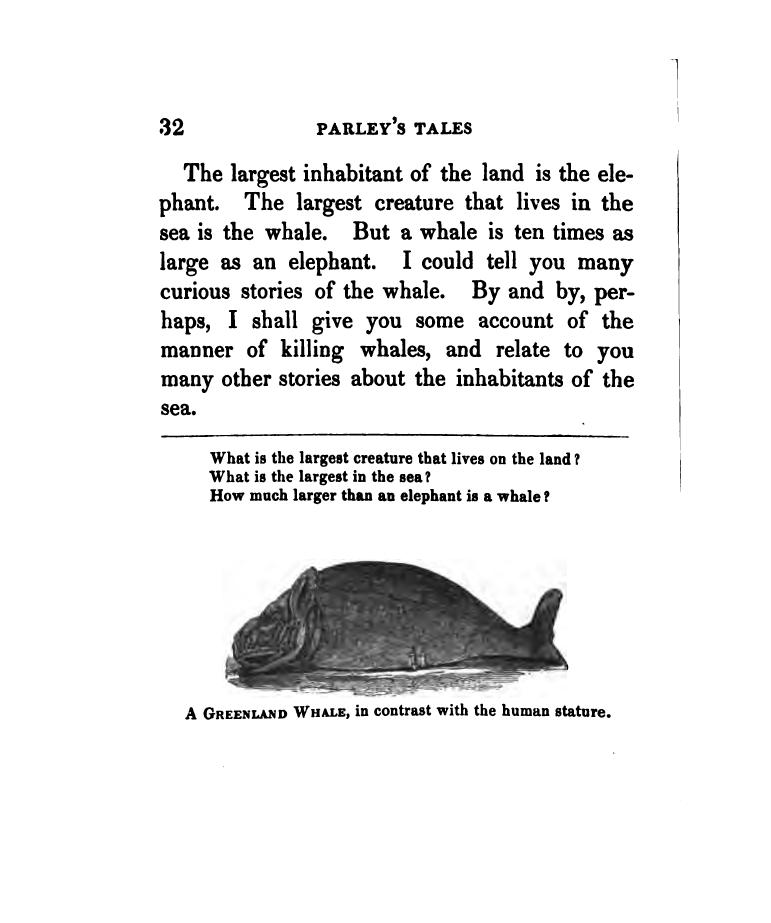 32 PARLEY'S TALES
The largest inhabitant of the land is the ele-
phant. The largest creature that lives in the
sea is the whale. But a whale is ten times as
large as an elephant. I could tell you many
curious stories of the whale. By and by, per-
haps, I shall give you some account of the
manner of killing whales, and relate to you
many other stories about the inhabitants of the
sea.
What is the largest creature that lives on the land?
What is the largest in the sea?
How much larger than an elephant is a whale?
A GREENLAND WHALE, in contrast with the human stature.